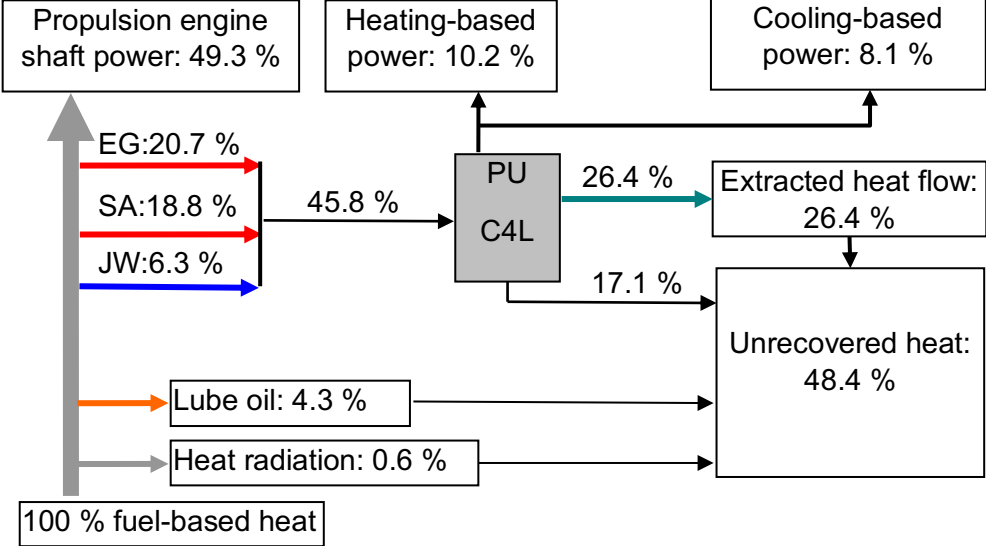 Propulsion engine
shaft power: 49.3 %
Heating-based
power: 10.2 %
Cooling-based
power: 8.1 %
EG:20.7 %
SA:18.8 %
JW:6.3 %
45.8 %
PU
C4L
26.4 %
Extracted heat flow:
26.4 %
17.1 %
Unrecovered heat:
48.4 %
Lube oil: 4.3 %
Heat radiation: 0.6 %
100 % fuel-based heat